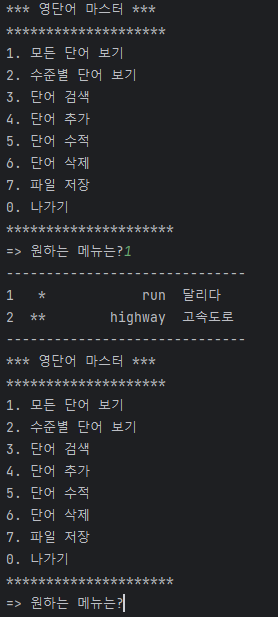 *** 영단어 마스터 ***
********************
1. 모든 단어 보기
2. 수준별 단어 보기
3. 단어 검색
4. 단어 추가
5. 단어 수적
6. 단어 삭제
7. 파일 저장
0. 나가기
*********************
=> 원하는 메뉴는?1
------------------------------
1   *            run  달리다
2  **        highway  고속도로
------------------------------
*** 영단어 마스터 ***
********************
1. 모든 단어 보기
2. 수준별 단어 보기
3. 단어 검색
4. 단어 추가
5. 단어 수적
6. 단어 삭제
7. 파일 저장
0. 나가기
*********************
=> 원하는 메뉴는?